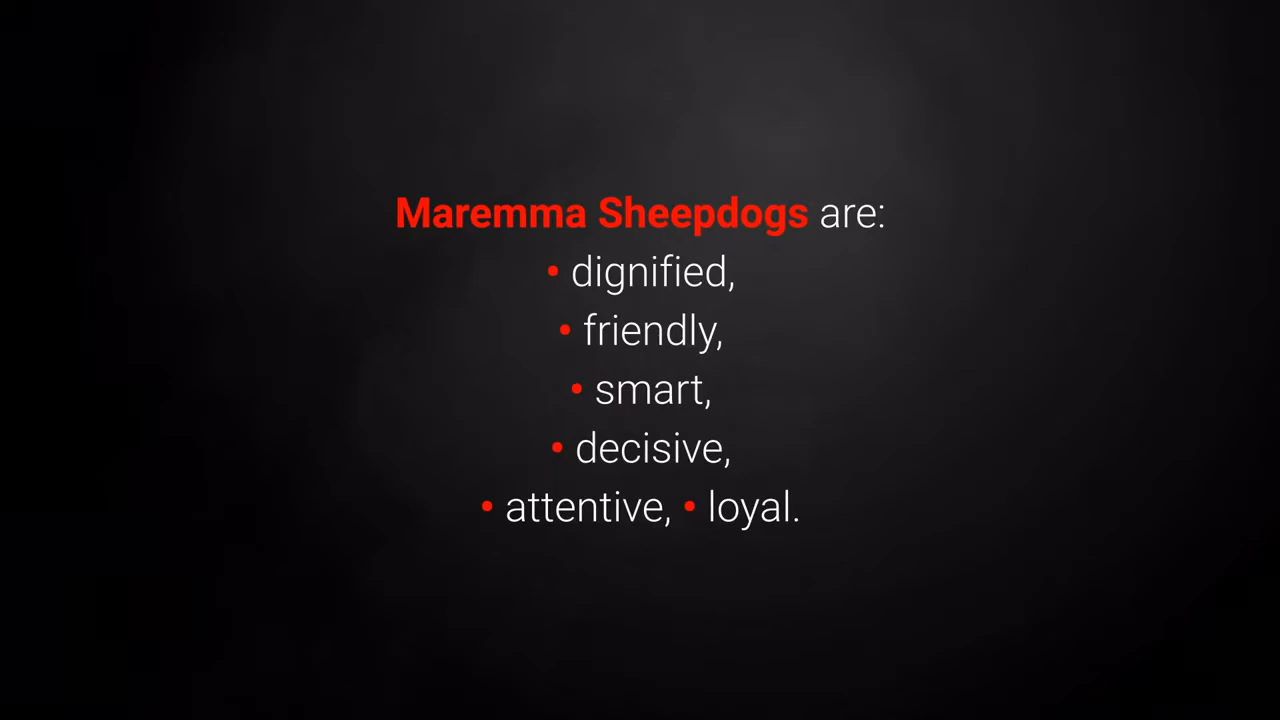 Maremma Sheepdogs are:
• dignified,
• friendly,
• smart,
• decisive,
• attentive, • loyal.